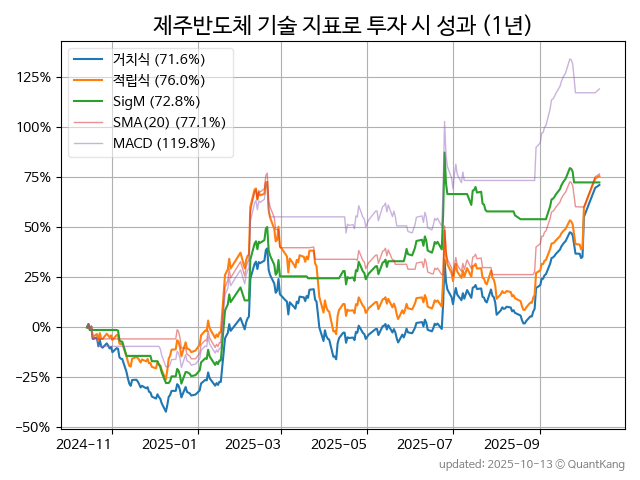 제주반도체 기술 지표로 투자 시 성과 (1년)
거치식 (71.6%)
적립식 (76.0%)
SigM (72.8%)
SMA(20) (77.1%)
MACD (119.8%)
125%
100%
75%
50%
25%
0%
−25%
−50%
2024-11 2025-01 2025-03 2025-05 2025-07 2025-09
updated: 2025-10-13 © QuantKang